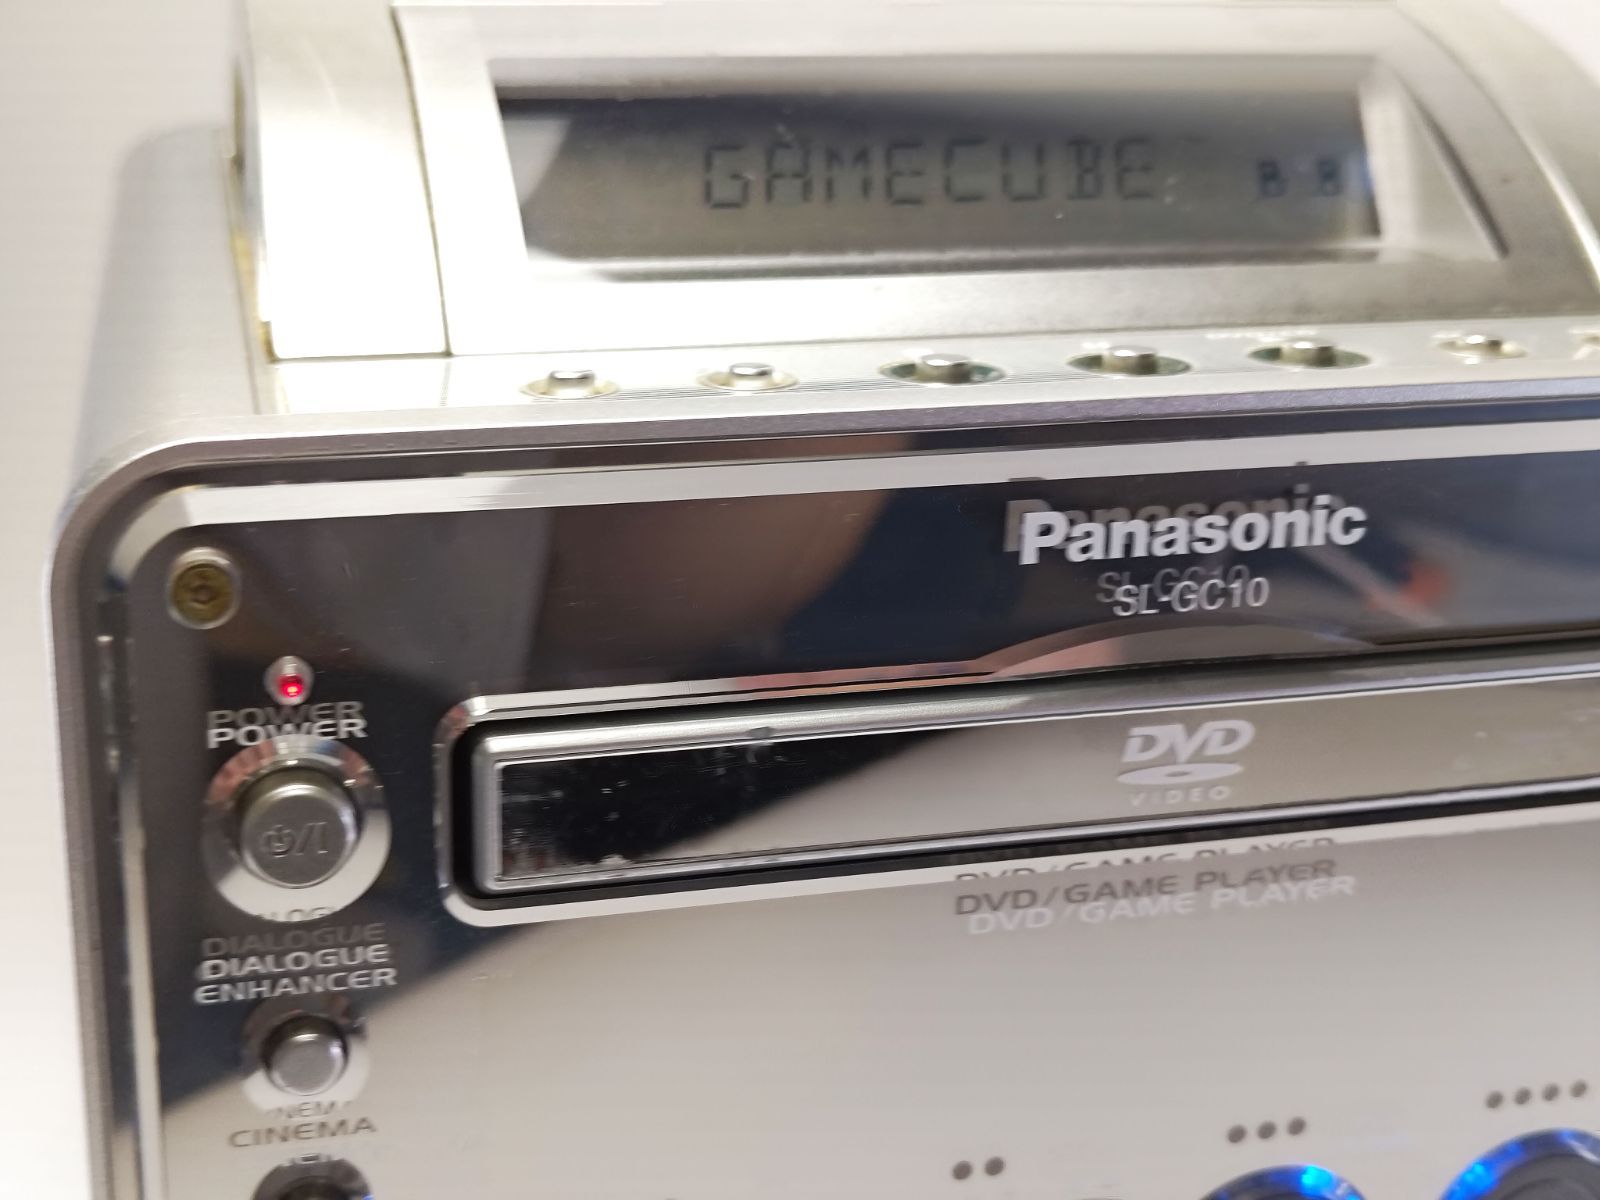 GAMECUBE
Panasonic
SL-GC10
POWER
DVD
VIDEO
DVD/GAME PLAYER
DIALOGUE
ENHANCER
CINEMA